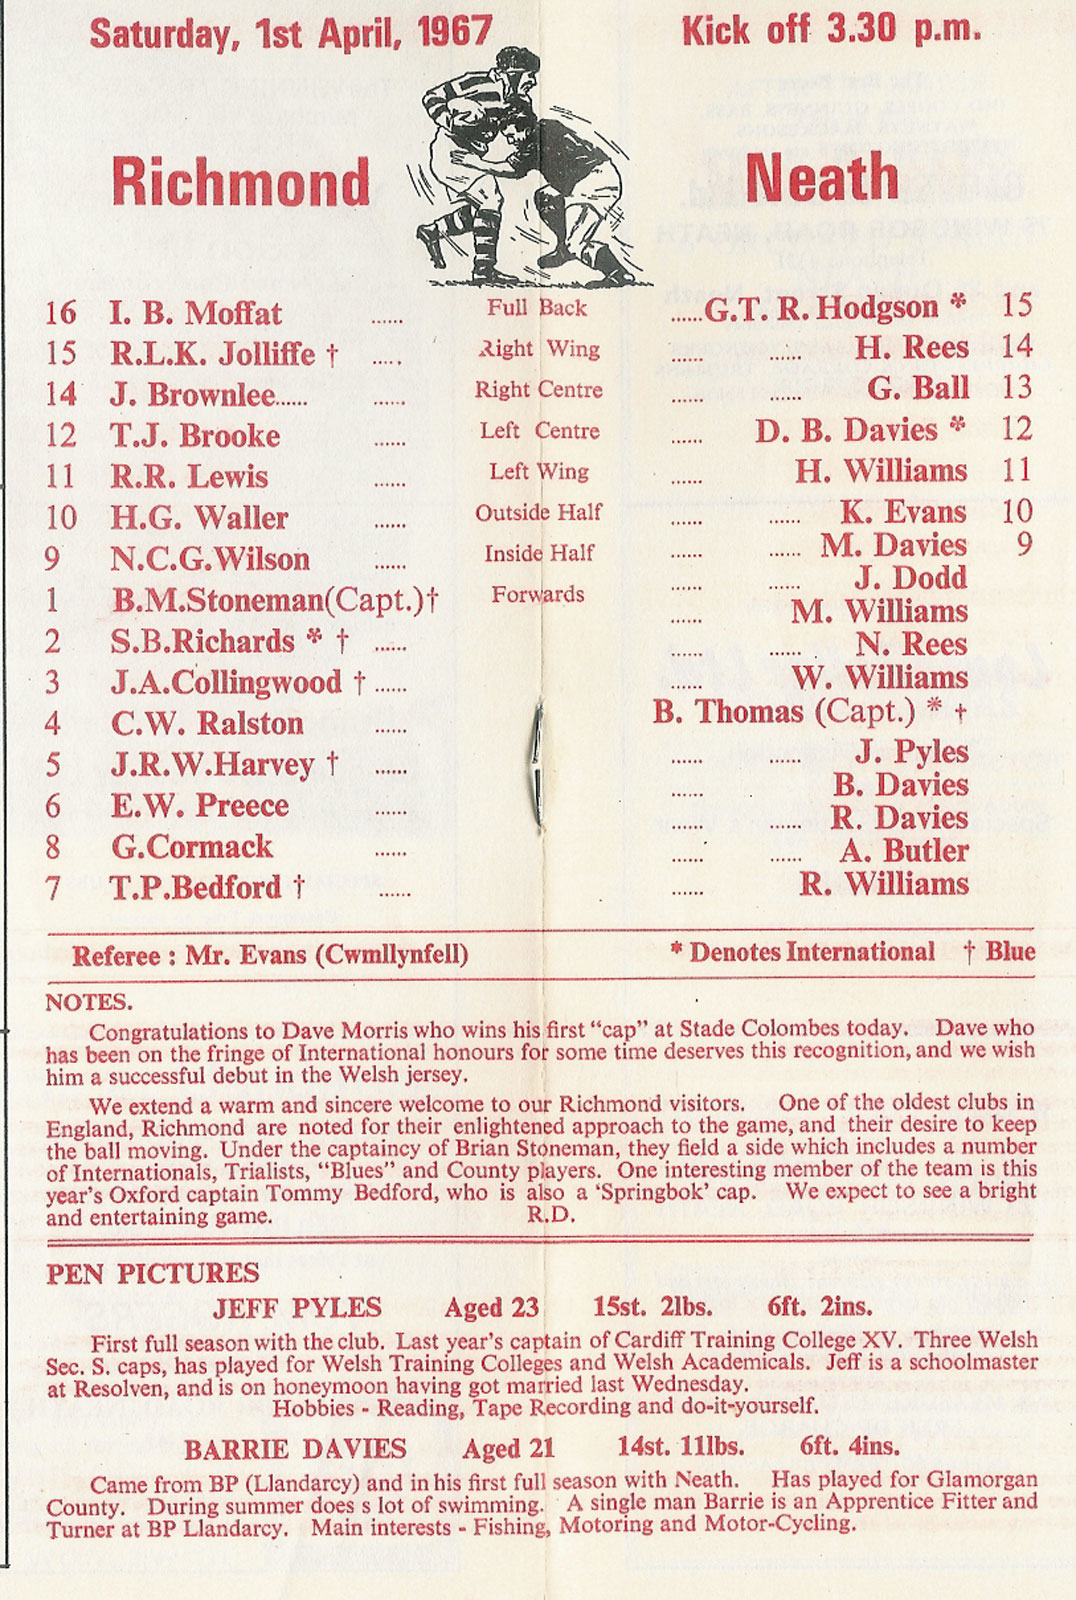 Saturday, 1st April, 1967 Kick off 3.30 p.m.
Richmond Neath
16 I. B. Moffat ...... Full Back ......G.T. R. Hodgson * 15
15 R.L.K. Jolliffe † ..... Right Wing ...... ...... H. Rees 14
14 J. Brownlee...... ...... Right Centre ...... ...... G. Ball 13
12 T.J. Brooke ...... Left Centre ...... D. B. Davies * 12
11 R.R. Lewis ...... Left Wing ...... H. Williams 11
10 H.G. Waller ...... Outside Half ...... ...... K. Evans 10
9 N.C.G.Wilson ...... Inside Half ...... ...... M. Davies 9
1 B.M.Stoneman(Capt.)† Forwards ...... ...... J. Dodd
...... M. Williams
2 S.B.Richards * † ...... ...... ...... N. Rees
3 J.A.Collingwood † ...... ...... W. Williams
4 C.W. Ralston ...... B. Thomas (Capt.) * †
5 J.R.W.Harvey † ...... ...... ...... J. Pyles
6 E.W. Preece ...... ...... B. Davies
...... ...... R. Davies
8 G.Cormack ...... ...... ...... A. Butler
7 T.P.Bedford † ...... ...... R. Williams
Referee : Mr. Evans (Cwmllynfell) * Denotes International † Blue
NOTES.
Congratulations to Dave Morris who wins his first "cap" at Stade Colombes today. Dave who
has been on the fringe of International honours for some time deserves this recognition, and we wish
him a successful debut in the Welsh jersey.
We extend a warm and sincere welcome to our Richmond visitors. One of the oldest clubs in
England, Richmond are noted for their enlightened approach to the game, and their desire to keep
the ball moving. Under the captaincy of Brian Stoneman, they field a side which includes a number
of Internationals, Trialists, "Blues" and County players. One interesting member of the team is this
year's Oxford captain Tommy Bedford, who is also a 'Springbok' cap. We expect to see a bright
and entertaining game. R.D.
PEN PICTURES
JEFF PYLES Aged 23 15st. 2lbs. 6ft. 2ins.
First full season with the club. Last year's captain of Cardiff Training College XV. Three Welsh
Sec. S. caps, has played for Welsh Training Colleges and Welsh Academicals. Jeff is a schoolmaster
at Resolven, and is on honeymoon having got married last Wednesday.
Hobbies - Reading, Tape Recording and do-it-yourself.
BARRIE DAVIES Aged 21 14st. 11lbs. 6ft. 4ins.
Came from BP (Llandarcy) and in his first full season with Neath. Has played for Glamorgan
County. During summer does s lot of swimming. A single man Barrie is an Apprentice Fitter and
Turner at BP Llandarcy. Main interests - Fishing, Motoring and Motor-Cycling.